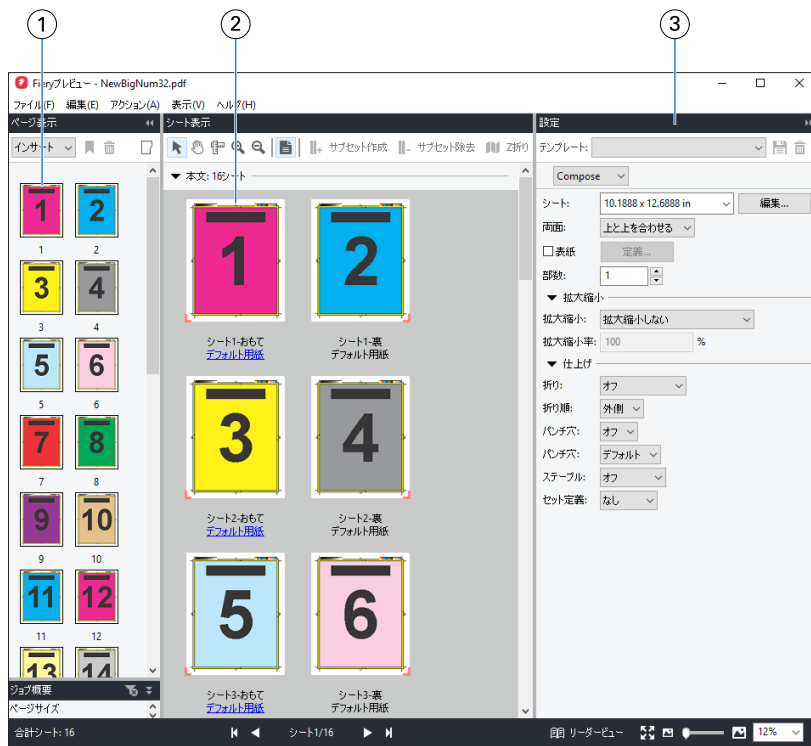 1 2 3
Fieryプレビュー - NewBigNum32.pdf
ファイル(F) 編集(E) アクション(A) 表示(V) ヘルプ(H)
ページ表示
インサート
1 2
1 2
3 4
3 4
5 6
5 6
7 8
7 8
9 10
9 10
11 12
11 12
13 14
ジョブ概要
ページサイズ
シート表示
サブセット作成 サブセット除去 Z折り
本文: 16シート
1 2
シート1-おもて シート1-裏
デフォルト用紙 デフォルト用紙
3 4
シート2-おもて シート2-裏
デフォルト用紙 デフォルト用紙
5 6
シート3-おもて シート3-裏
デフォルト用紙 デフォルト用紙
設定
テンプレート:
Compose
シート: 10.1888 x 12.6888 in 編集...
両面: 上と上を合わせる
表紙 定義...
部数: 1
拡大縮小
拡大縮小: 拡大縮小しない
拡大縮小率: 100 %
仕上げ
折り: オフ
折り順: 外側
パンチ穴: オフ
パンチ穴: デフォルト
ステープル: オフ
セット定義: なし
合計シート: 16 シート1/16 リーダービュー 12%